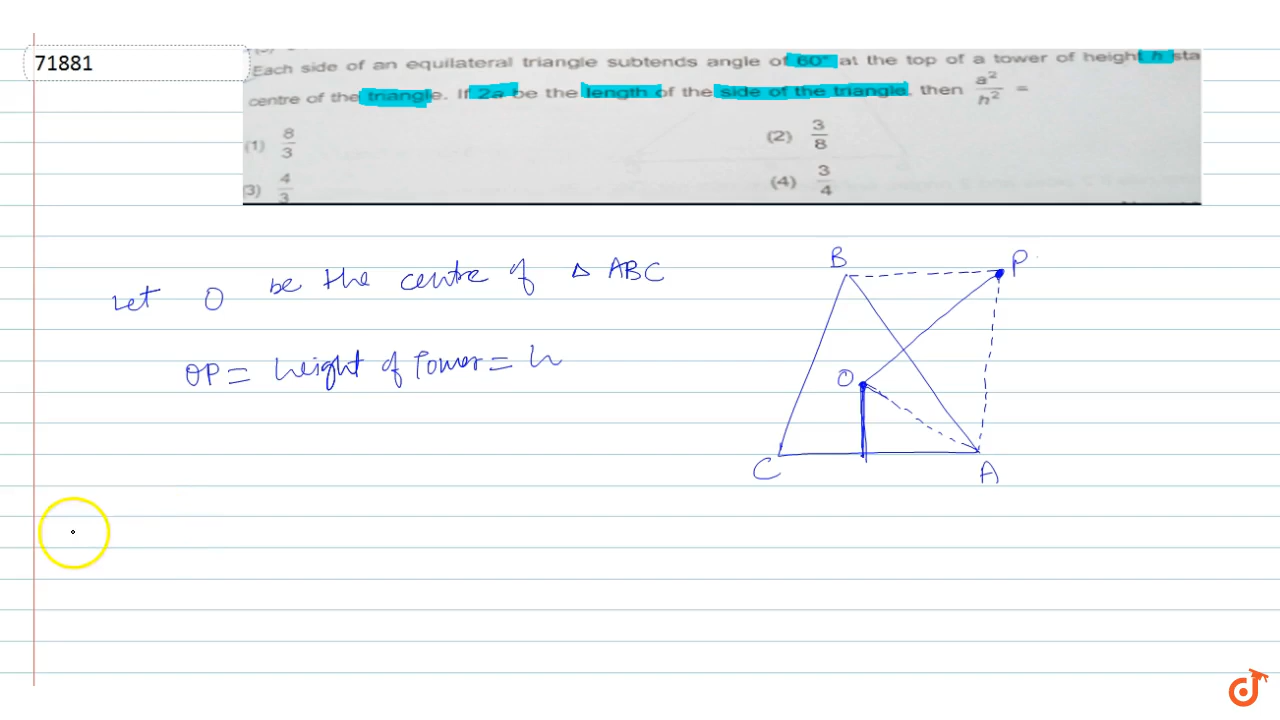 71881
Each side of an equilateral triangle subtends angle of 60° at the top of a tower of height h sta
centre of the triangle. If 2a be the length of the side of the triangle, then a²/h² =
(1) 8/3
(2) 3/8
(3) 4/3
(4) 3/4
Let O be the centre of △ ABC
OP = height of Tower = h
B
P
O
C
A